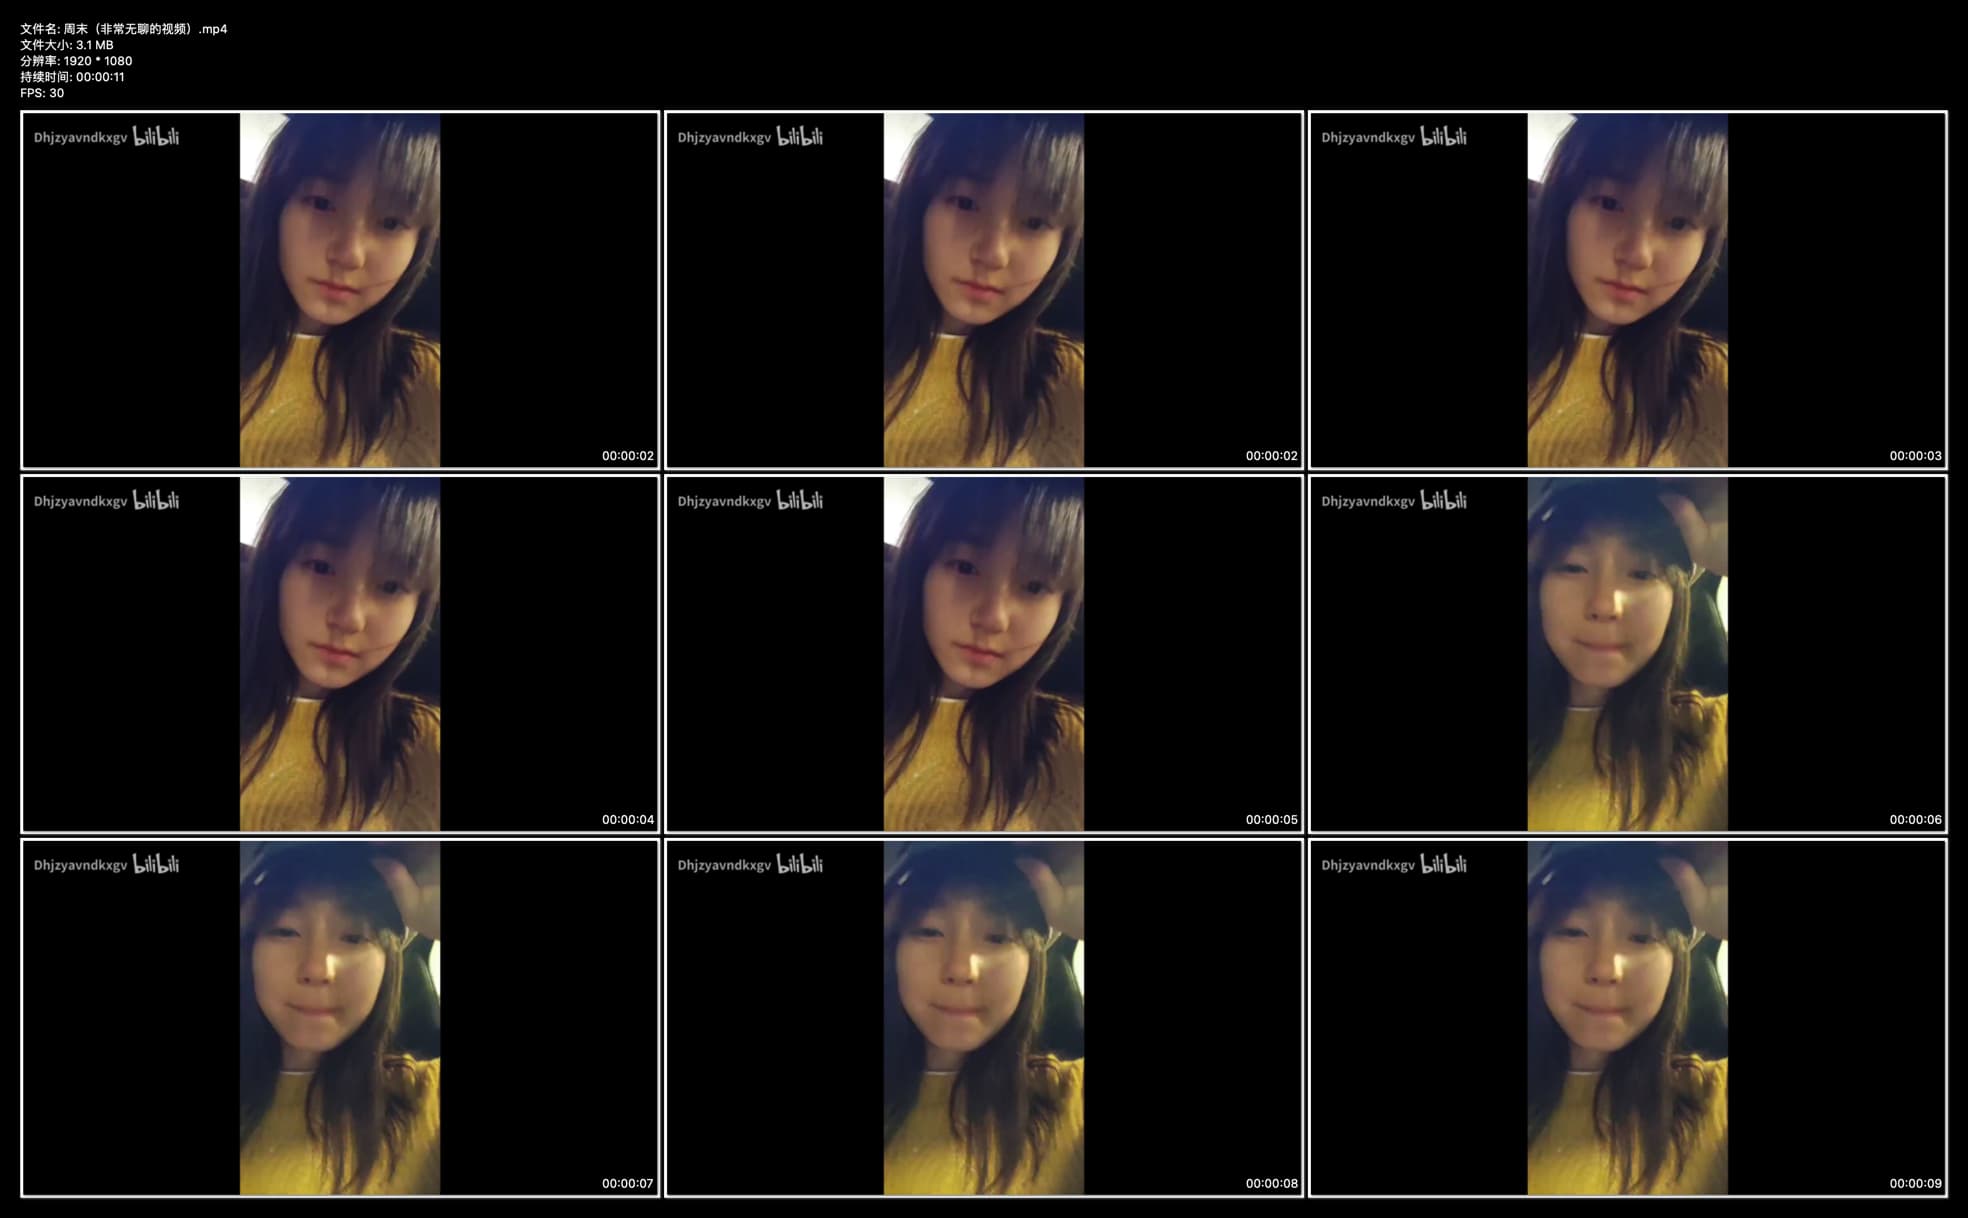 文件名: 周末（非常无聊的视频）.mp4
文件大小: 3.1 MB
分辨率: 1920 * 1080
持续时间: 00:00:11
FPS: 30
Dhjzyavndkxgv bilibili
Dhjzyavndkxgv bilibili
Dhjzyavndkxgv bilibili
00:00:02
00:00:02
00:00:03
Dhjzyavndkxgv bilibili
Dhjzyavndkxgv bilibili
Dhjzyavndkxgv bilibili
00:00:04
00:00:05
00:00:06
Dhjzyavndkxgv bilibili
Dhjzyavndkxgv bilibili
Dhjzyavndkxgv bilibili
00:00:07
00:00:08
00:00:09